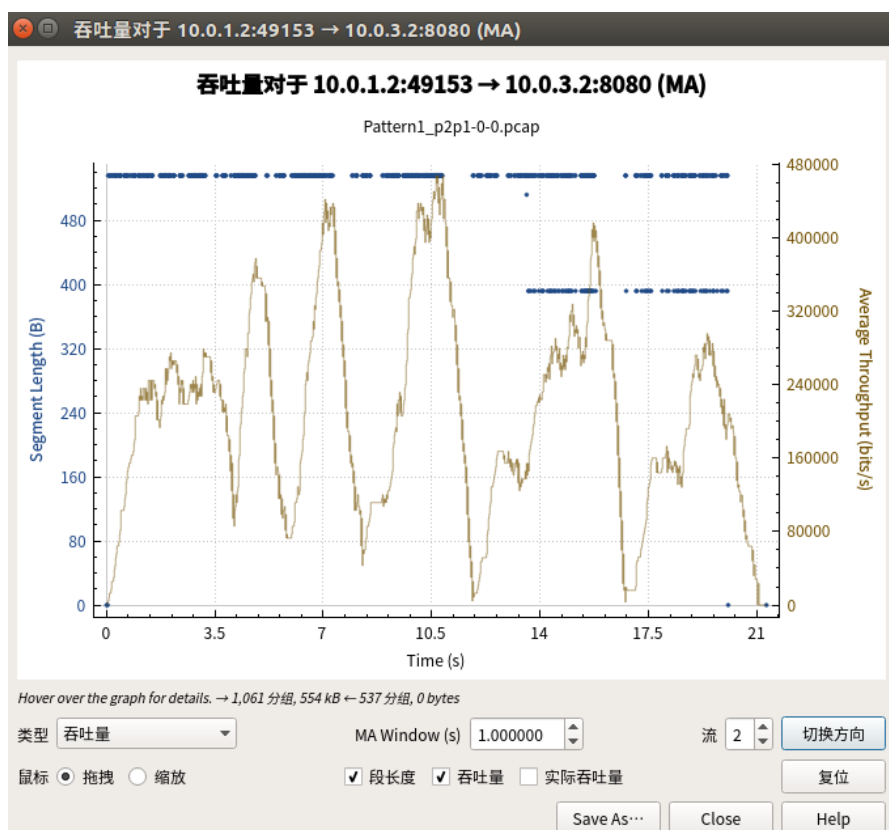 吞吐量对于 10.0.1.2:49153 → 10.0.3.2:8080 (MA)
吞吐量对于 10.0.1.2:49153 → 10.0.3.2:8080 (MA)
Pattern1_p2p1-0-0.pcap
480
400
320
240
160
80
0
Segment Length (B)
480000
400000
320000
240000
160000
80000
0
Average Throughput (bits/s)
0 3.5 7 10.5 14 17.5 21
Time (s)
Hover over the graph for details. → 1,061 分组, 554 kB ← 537 分组, 0 bytes
类型 吞吐量 MA Window (s) 1.000000 流 2 切换方向
鼠标 拖拽 缩放 段长度 吞吐量 实际吞吐量 复位
Save As… Close Help